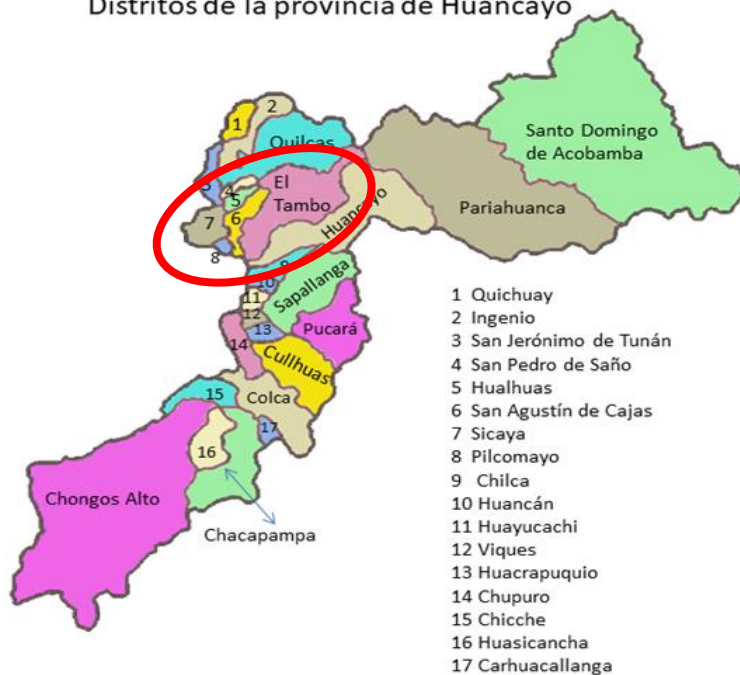 Distritos de la provincia de Huancayo
2
1
Quilcas
Santo Domingo
de Acobamba
3
4
El
Tambo
5
6
7
8
Huancayo
Pariahuanca
9
10
Sapallanga
11
12
Pucará
13
14
Cullhuas
15
Colca
16
17
Chongos Alto
Chacapampa
1 Quichuay
2 Ingenio
3 San Jerónimo de Tunán
4 San Pedro de Saño
5 Hualhuas
6 San Agustín de Cajas
7 Sicaya
8 Pilcomayo
9 Chilca
10 Huancán
11 Huayucachi
12 Viques
13 Huacrapuquio
14 Chupuro
15 Chicche
16 Huasicancha
17 Carhuacallanga